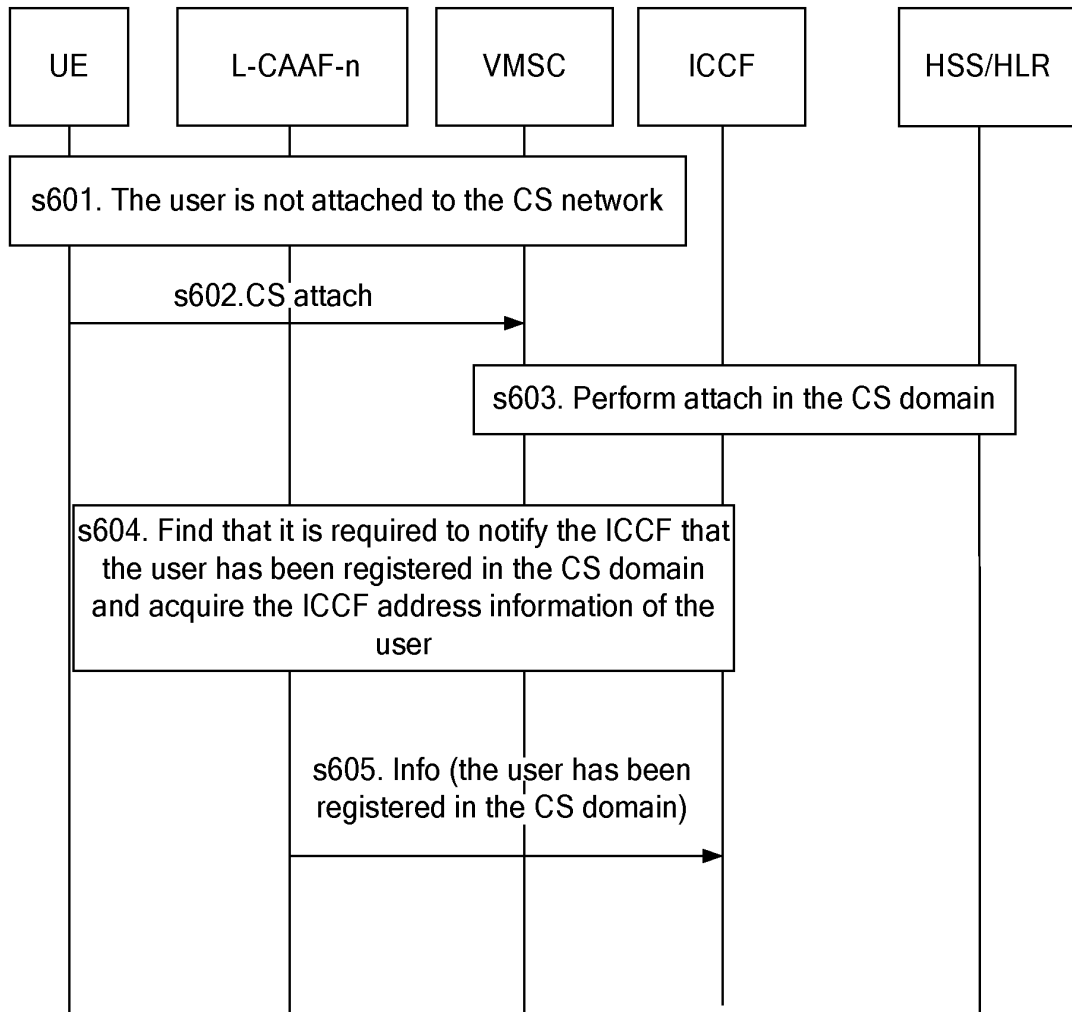 UE
L-CAAF-n
VMSC
ICCF
HSS/HLR
s601. The user is not attached to the CS network
s602.CS attach
s603. Perform attach in the CS domain
s604. Find that it is required to notify the ICCF that
the user has been registered in the CS domain
and acquire the ICCF address information of the
user
s605. Info (the user has been
registered in the CS domain)